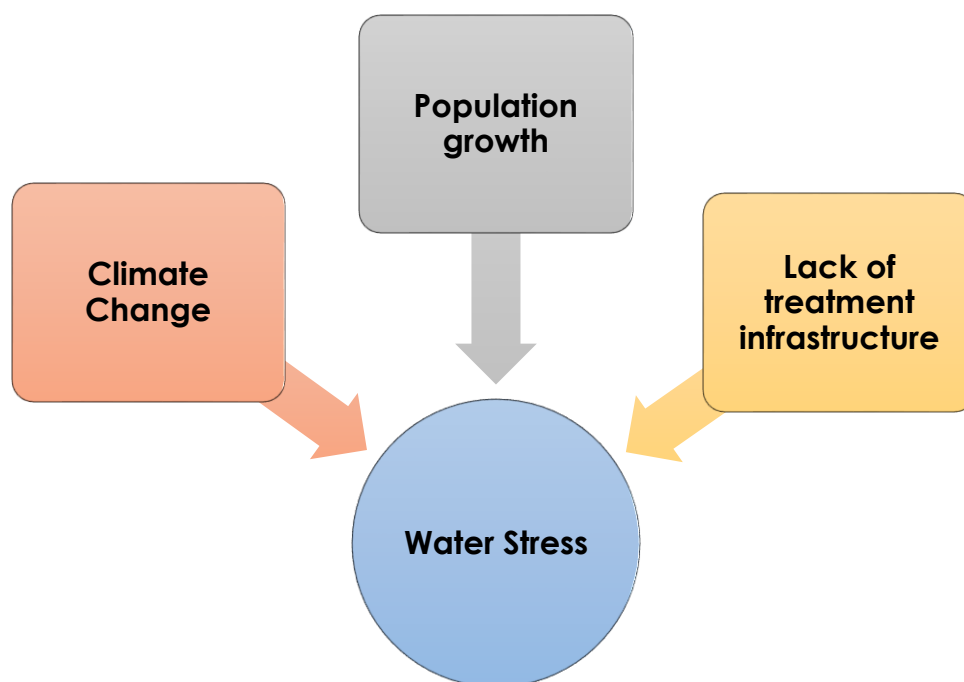 Population
growth
Climate
Change
Lack of
treatment
infrastructure
Water Stress